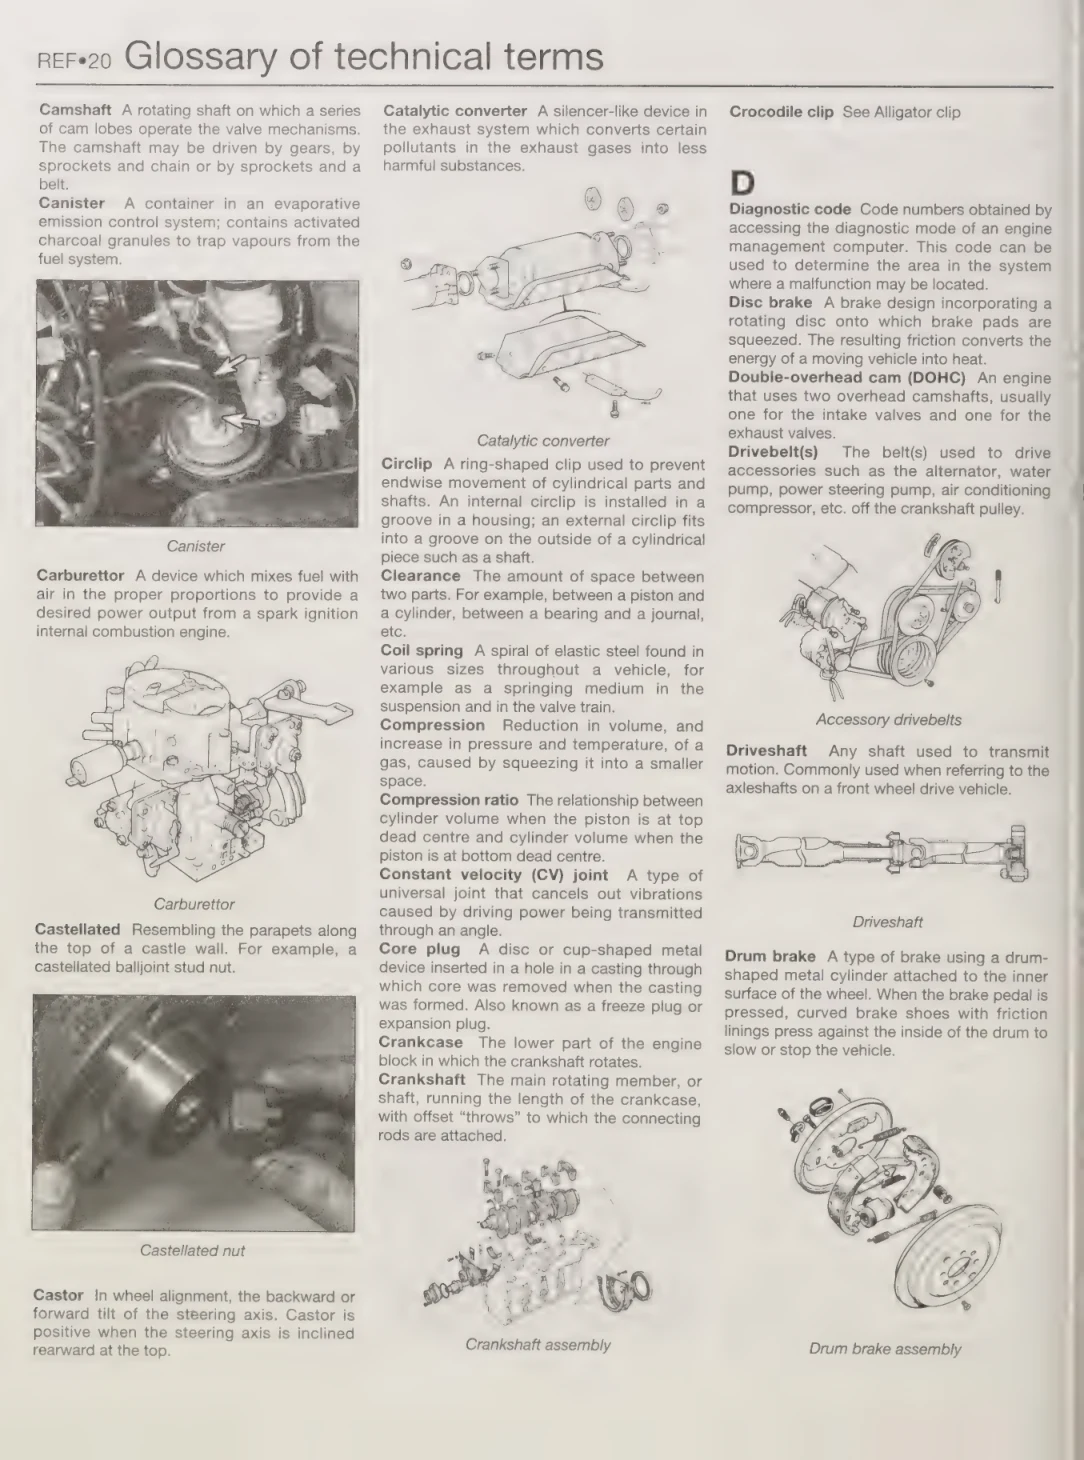 REF•20 Glossary of technical terms
Camshaft A rotating shaft on which a series
of cam lobes operate the valve mechanisms.
The camshaft may be driven by gears, by
sprockets and chain or by sprockets and a
belt.
Canister A container in an evaporative
emission control system; contains activated
charcoal granules to trap vapours from the
fuel system.
Canister
Carburettor A device which mixes fuel with
air in the proper proportions to provide a
desired power output from a spark ignition
internal combustion engine.
Carburettor
Castellated Resembling the parapets along
the top of a castle wall. For example, a
castellated balljoint stud nut.
Castellated nut
Castor In wheel alignment, the backward or
forward tilt of the steering axis. Castor is
positive when the steering axis is inclined
rearward at the top.
Catalytic converter A silencer-like device in
the exhaust system which converts certain
pollutants in the exhaust gases into less
harmful substances.
Catalytic converter
Circlip A ring-shaped clip used to prevent
endwise movement of cylindrical parts and
shafts. An internal circlip is installed in a
groove in a housing; an external circlip fits
into a groove on the outside of a cylindrical
piece such as a shaft.
Clearance The amount of space between
two parts. For example, between a piston and
a cylinder, between a bearing and a journal,
etc.
Coil spring A spiral of elastic steel found in
various sizes throughout a vehicle, for
example as a springing medium in the
suspension and in the valve train.
Compression Reduction in volume, and
increase in pressure and temperature, of a
gas, caused by squeezing it into a smaller
space.
Compression ratio The relationship between
cylinder volume when the piston is at top
dead centre and cylinder volume when the
piston is at bottom dead centre.
Constant velocity (CV) joint A type of
universal joint that cancels out vibrations
caused by driving power being transmitted
through an angle.
Core plug A disc or cup-shaped metal
device inserted in a hole in a casting through
which core was removed when the casting
was formed. Also known as a freeze plug or
expansion plug.
Crankcase The lower part of the engine
block in which the crankshaft rotates.
Crankshaft The main rotating member, or
shaft, running the length of the crankcase,
with offset “throws” to which the connecting
rods are attached.
Crankshaft assembly
Crocodile clip See Alligator clip
D
Diagnostic code Code numbers obtained by
accessing the diagnostic mode of an engine
management computer. This code can be
used to determine the area in the system
where a malfunction may be located.
Disc brake A brake design incorporating a
rotating disc onto which brake pads are
squeezed. The resulting friction converts the
energy of a moving vehicle into heat.
Double-overhead cam (DOHC) An engine
that uses two overhead camshafts, usually
one for the intake valves and one for the
exhaust valves.
Drivebelt(s) The belt(s) used to drive
accessories such as the alternator, water
pump, power steering pump, air conditioning
compressor, etc. off the crankshaft pulley.
Accessory drivebelts
Driveshaft Any shaft used to transmit
motion. Commonly used when referring to the
axleshafts on a front wheel drive vehicle.
Driveshaft
Drum brake A type of brake using a drum-
shaped metal cylinder attached to the inner
surface of the wheel. When the brake pedal is
pressed, curved brake shoes with friction
linings press against the inside of the drum to
slow or stop the vehicle.
Drum brake assembly